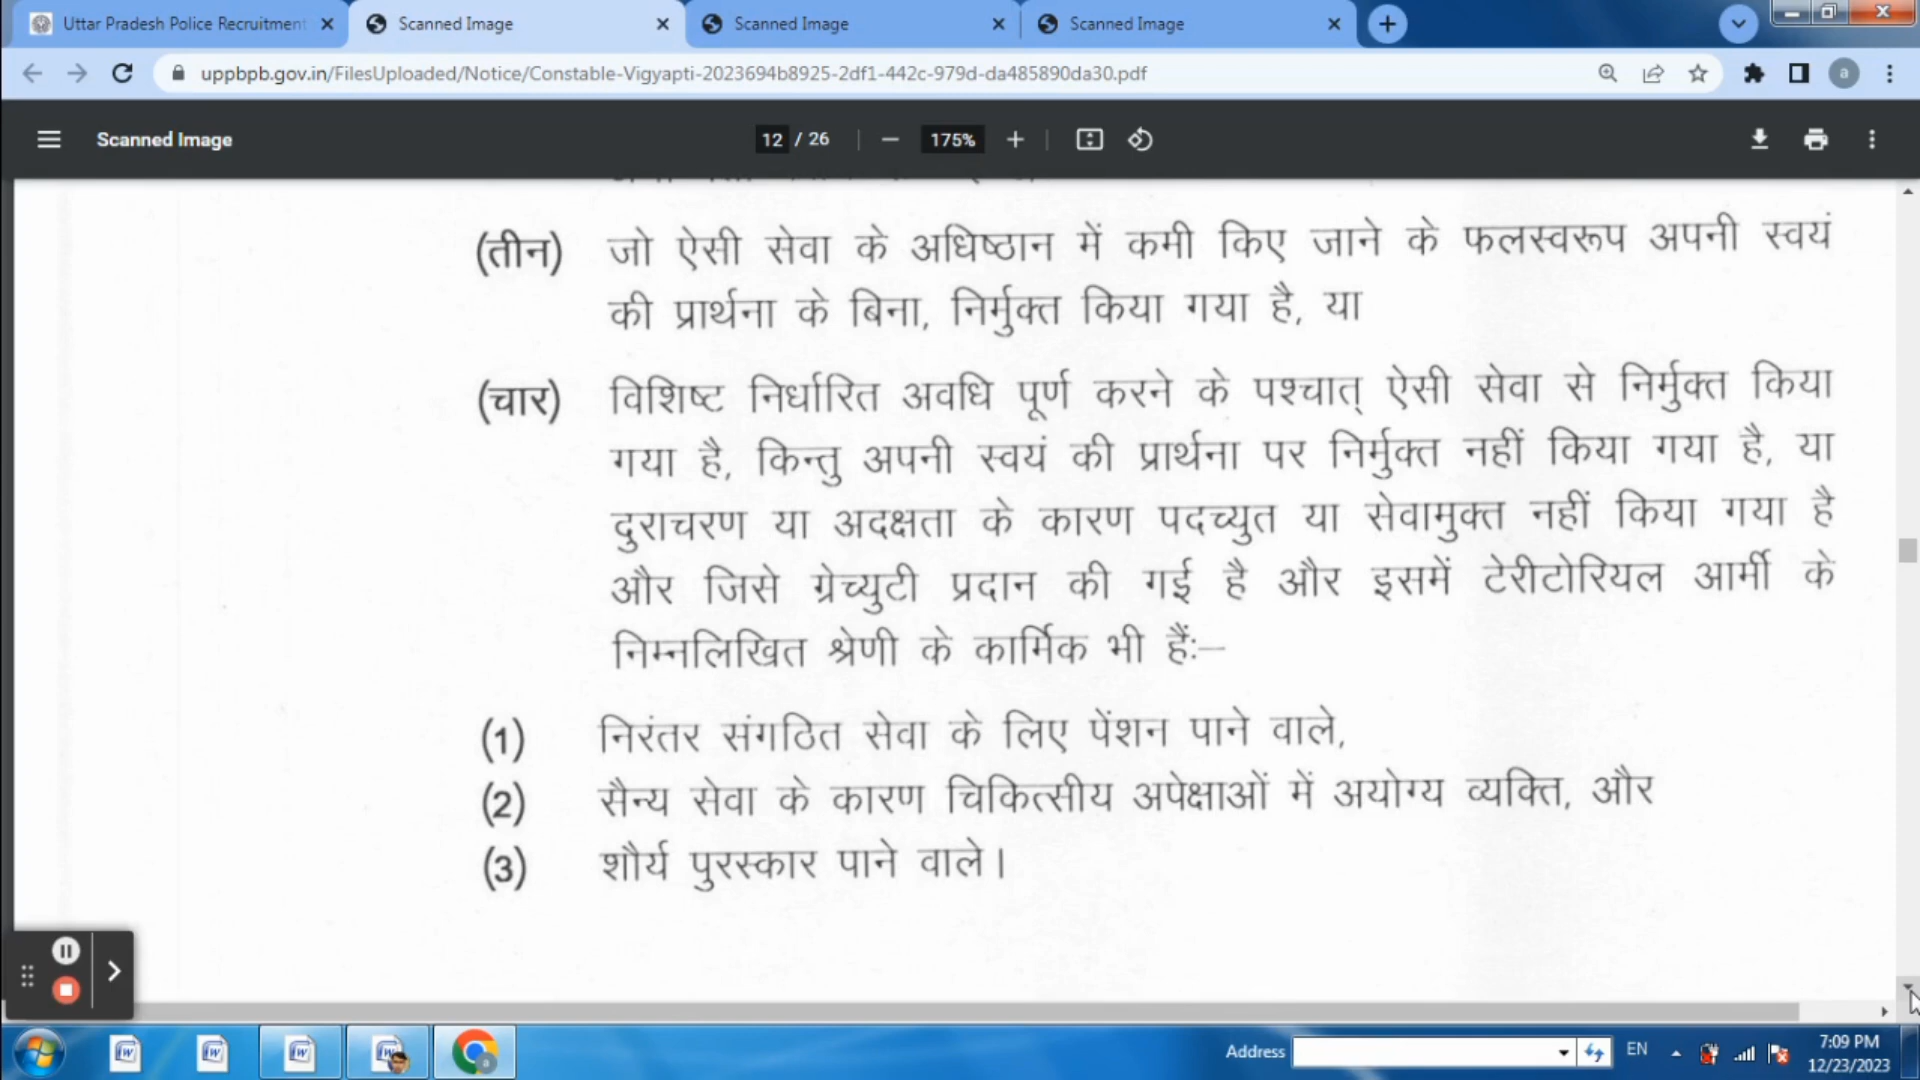 Uttar Pradesh Police Recruitment
Scanned Image
Scanned Image
Scanned Image
uppbpb.gov.in/FilesUploaded/Notice/Constable-Vigyapti-2023694b8925-2df1-442c-979d-da485890da30.pdf
a
Scanned Image
12 / 26
175%
(तीन) जो ऐसी सेवा के अधिष्ठान में कमी किए जाने के फलस्वरूप अपनी स्वयं
की प्रार्थना के बिना, निर्मुक्त किया गया है, या
(चार) विशिष्ट निर्धारित अवधि पूर्ण करने के पश्चात् ऐसी सेवा से निर्मुक्त किया
गया है, किन्तु अपनी स्वयं की प्रार्थना पर निर्मुक्त नहीं किया गया है, या
दुराचरण या अदक्षता के कारण पदच्युत या सेवामुक्त नहीं किया गया है
और जिसे ग्रेच्युटी प्रदान की गई है और इसमें टेरीटोरियल आर्मी के
निम्नलिखित श्रेणी के कार्मिक भी हैं:–
(1) निरंतर संगठित सेवा के लिए पेंशन पाने वाले,
(2) सैन्य सेवा के कारण चिकित्सीय अपेक्षाओं में अयोग्य व्यक्ति, और
(3) शौर्य पुरस्कार पाने वाले।
Address
EN
7:09 PM
12/23/2023